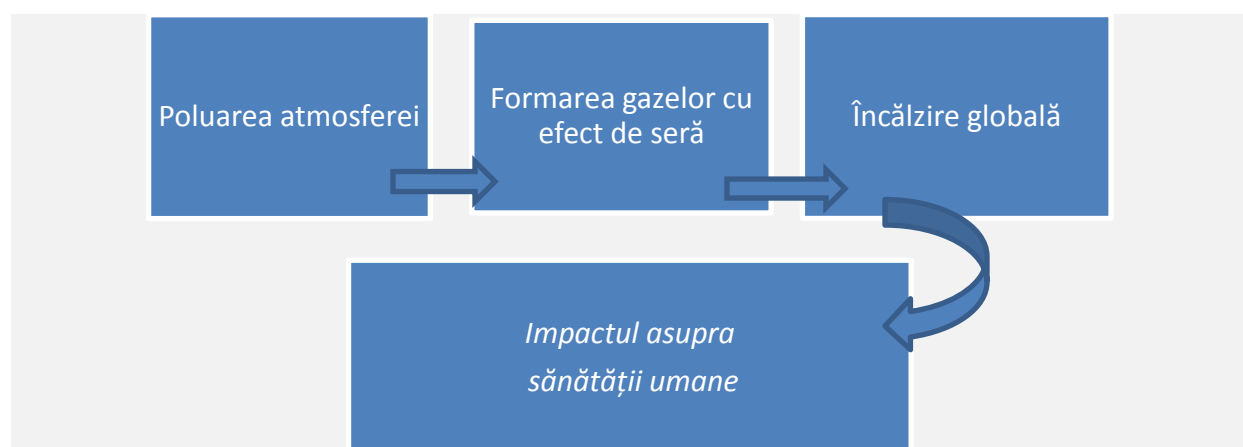 Poluarea atmosferei
Formarea gazelor cu
efect de seră
Încălzire globală
Impactul asupra
sănătății umane